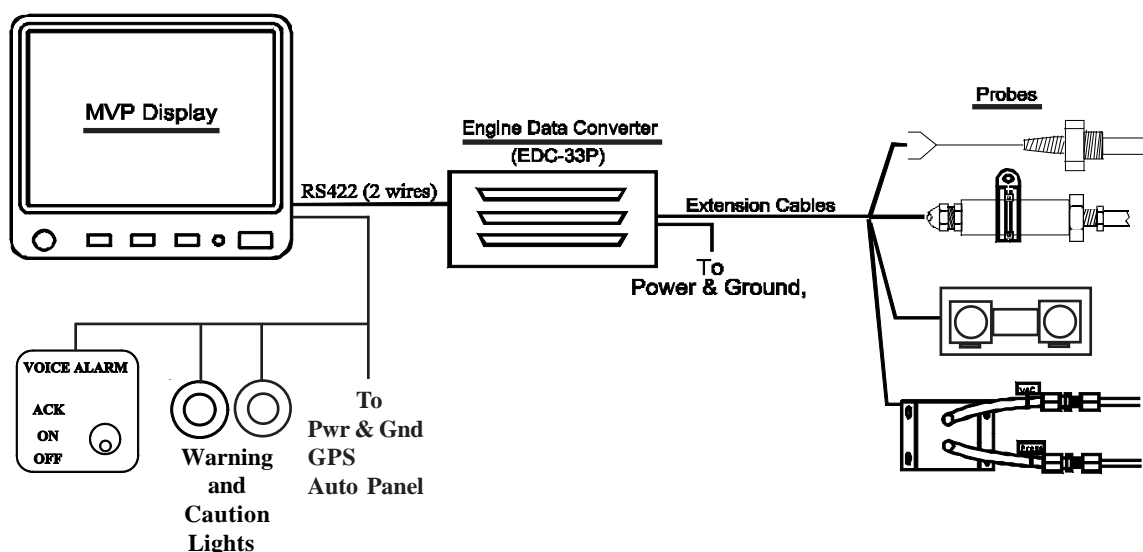 MVP Display
Engine Data Converter
(EDC-33P)
Probes
RS422 (2 wires)
Extension Cables
To
Power & Ground,
VOICE ALARM
ACK
ON
OFF
Warning
and
Caution
Lights
To
Pwr & Gnd
GPS
Auto Panel